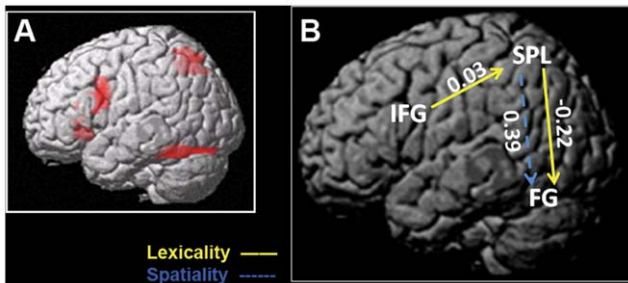 A
B
SPL
0.03
IFG
0.39
-0.22
FG
Lexicality
Spatiality